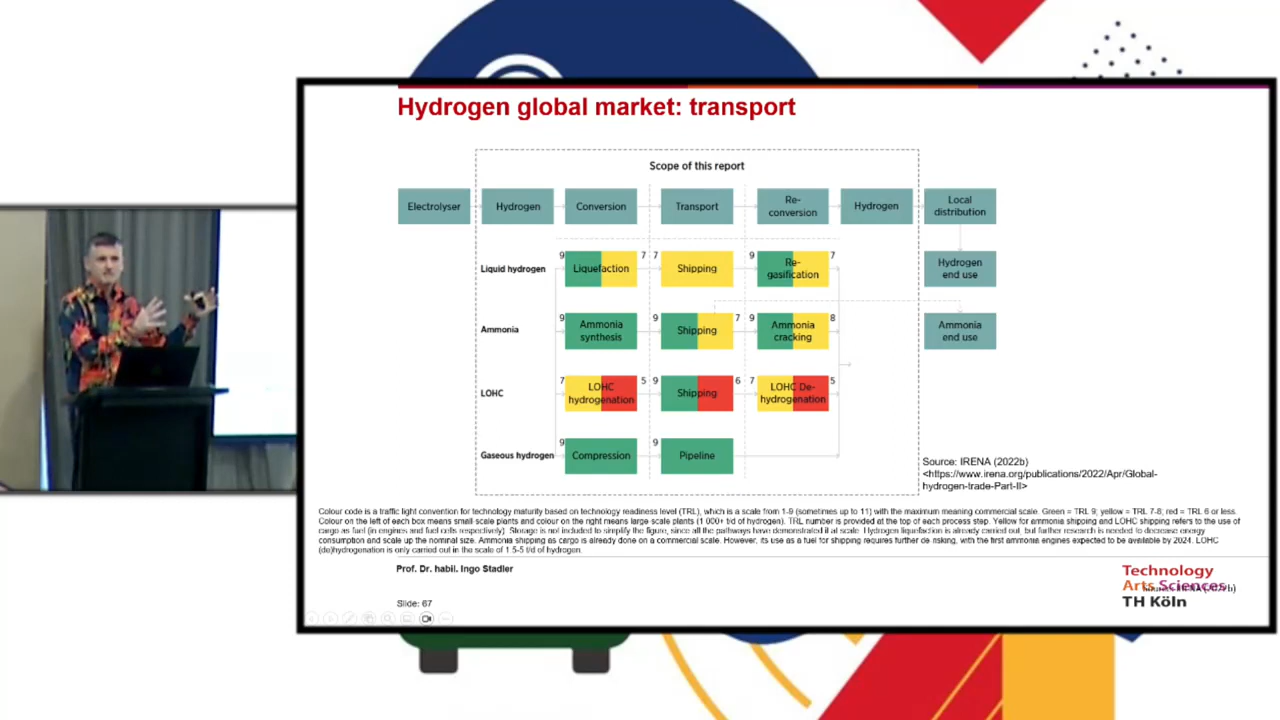 Hydrogen global market: transport
Scope of this report
Electrolyser
Hydrogen
Conversion
Transport
Re-
conversion
Hydrogen
Local
distribution
Liquid hydrogen
9
Liquefaction
7
7
Shipping
9
Re-
gasification
7
Hydrogen
end use
Ammonia
9
Ammonia
synthesis
9
Shipping
7
9
Ammonia
cracking
8
Ammonia
end use
LOHC
7
LOHC
hydrogenation
5
9
Shipping
6
7
LOHC De-
hydrogenation
5
Gaseous hydrogen
9
Compression
9
Pipeline
Source: IRENA (2022b)
<https://www.irena.org/publications/2022/Apr/Global-
hydrogen-trade-Part-II>
Colour code is a traffic light convention for technology maturity based on technology readiness level (TRL), which is a scale from 1-9 (sometimes up to 11) with the maximum meaning commercial scale. Green = TRL 9; yellow = TRL 7-8; red = TRL 6 or less.
Colour on the left of each box means small-scale plants and colour on the right means large-scale plants (1 000+ t/d of hydrogen). TRL number is provided at the top of each process step. Yellow for ammonia shipping and LOHC shipping refers to the use of
cargo as fuel (in engines and fuel cells respectively). Storage is not included to simplify the figure, since all the pathways have demonstrated it at scale. Hydrogen liquefaction is already carried out, but further research is needed to decrease energy
consumption and scale up the nominal size. Ammonia shipping as cargo is already done on a commercial scale. However, its use as a fuel for shipping requires further de-risking, with the first ammonia engines expected to be available by 2024. LOHC
(de)hydrogenation is only carried out in the scale of 1.5-5 t/d of hydrogen.
Prof. Dr. habil. Ingo Stadler
Slide: 67
Technology
Arts Sciences
TH Köln